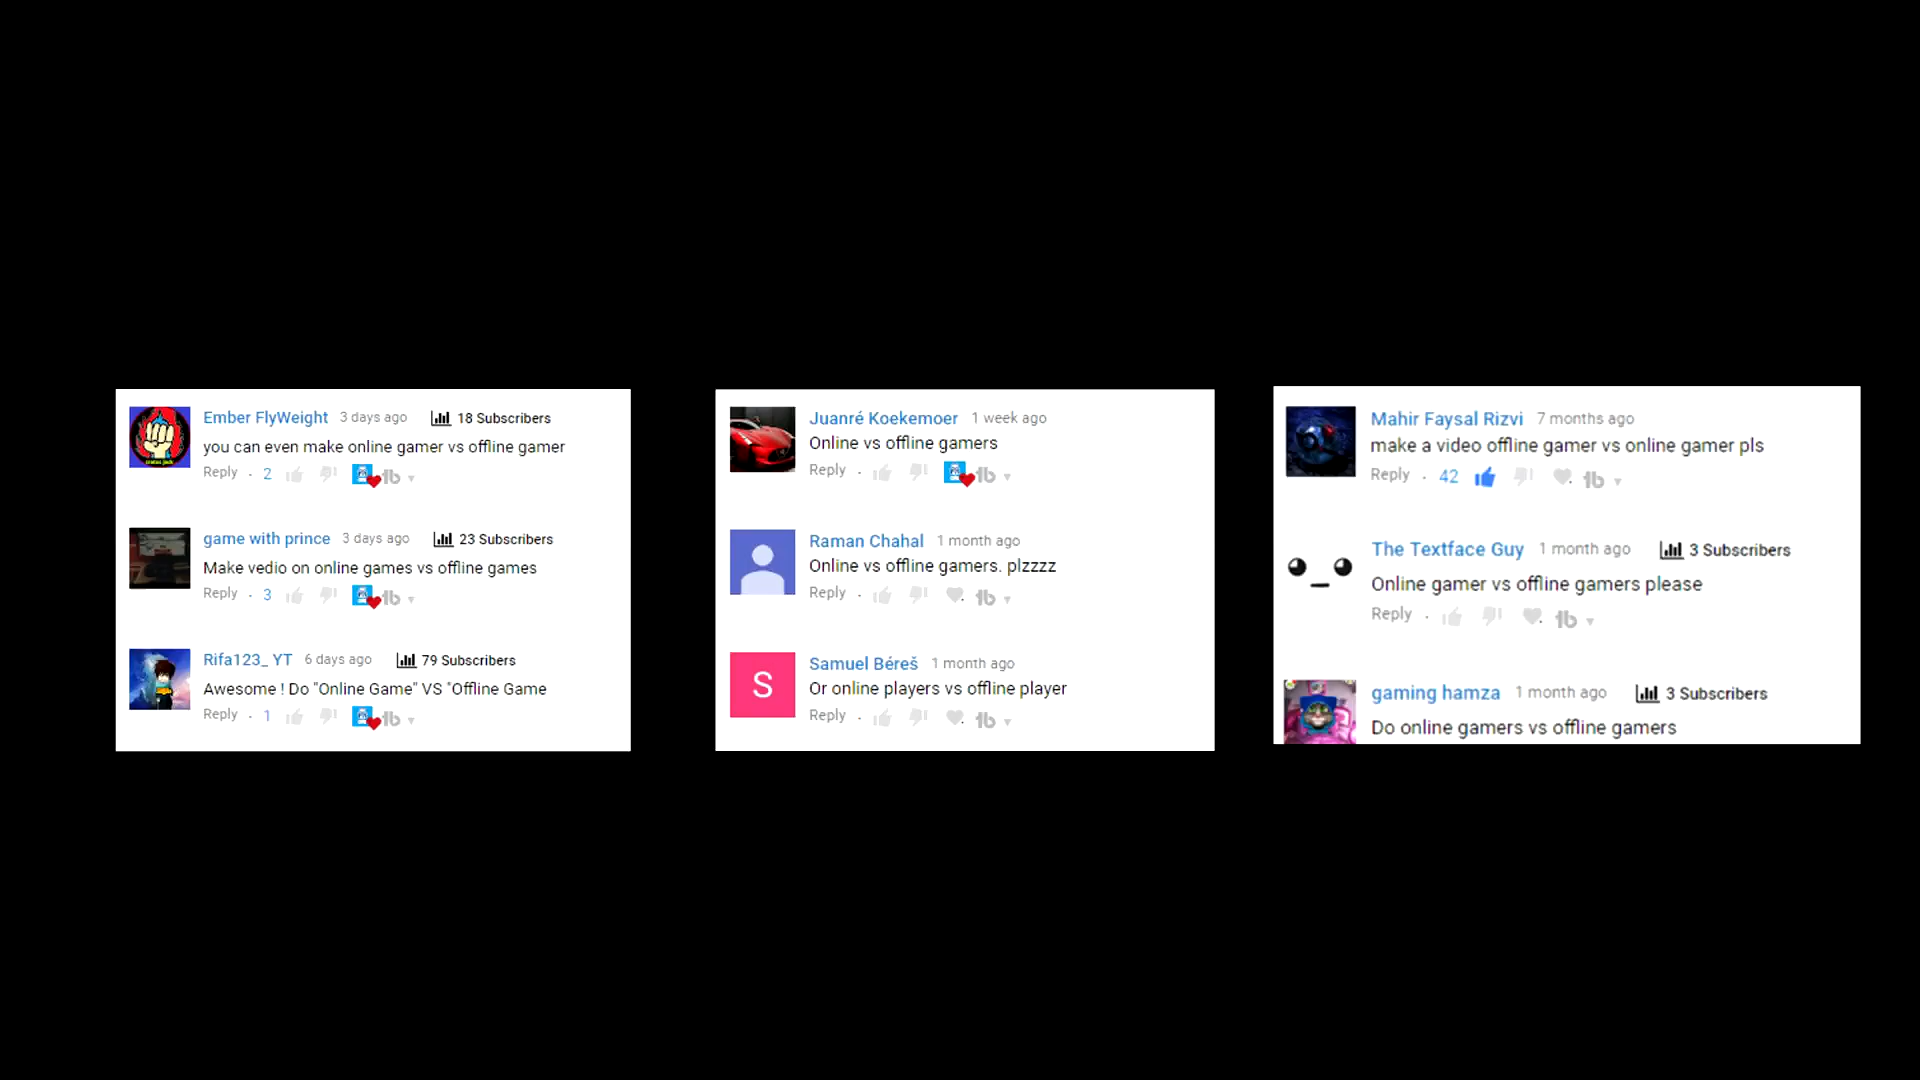 Ember FlyWeight 3 days ago 18 Subscribers
you can even make online gamer vs offline gamer
Reply · 2
game with prince 3 days ago 23 Subscribers
Make vedio on online games vs offline games
Reply · 3
Rifa123_ YT 6 days ago 79 Subscribers
Awesome ! Do "Online Game" VS "Offline Game
Reply · 1
Juanré Koekemoer 1 week ago
Online vs offline gamers
Reply ·
Raman Chahal 1 month ago
Online vs offline gamers. plzzzz
Reply ·
S
Samuel Béreš 1 month ago
Or online players vs offline player
Reply ·
Mahir Faysal Rizvi 7 months ago
make a video offline gamer vs online gamer pls
Reply · 42
The Textface Guy 1 month ago 3 Subscribers
Online gamer vs offline gamers please
Reply ·
gaming hamza 1 month ago 3 Subscribers
Do online gamers vs offline gamers